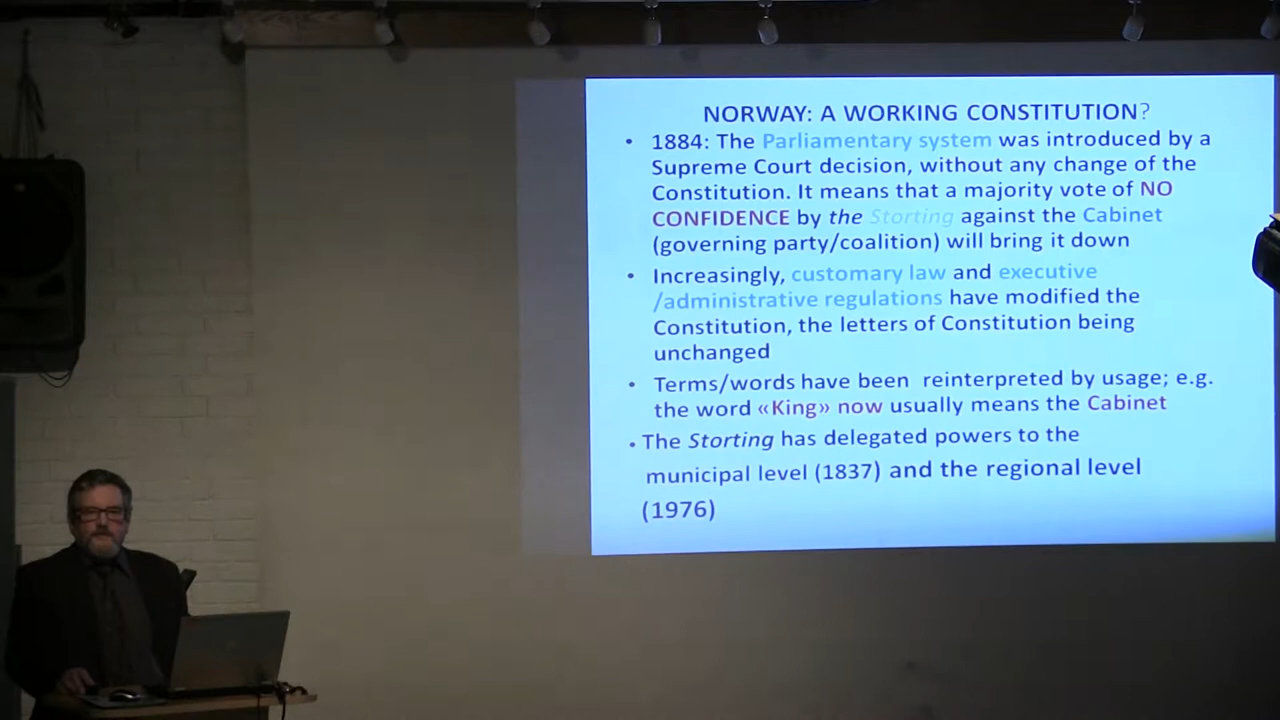 NORWAY: A WORKING CONSTITUTION?
• 1884: The Parliamentary system was introduced by a
Supreme Court decision, without any change of the
Constitution. It means that a majority vote of NO
CONFIDENCE by the Storting against the Cabinet
(governing party/coalition) will bring it down
• Increasingly, customary law and executive
/administrative regulations have modified the
Constitution, the letters of Constitution being
unchanged
• Terms/words have been reinterpreted by usage; e.g.
the word «King» now usually means the Cabinet
• The Storting has delegated powers to the
municipal level (1837) and the regional level
(1976)